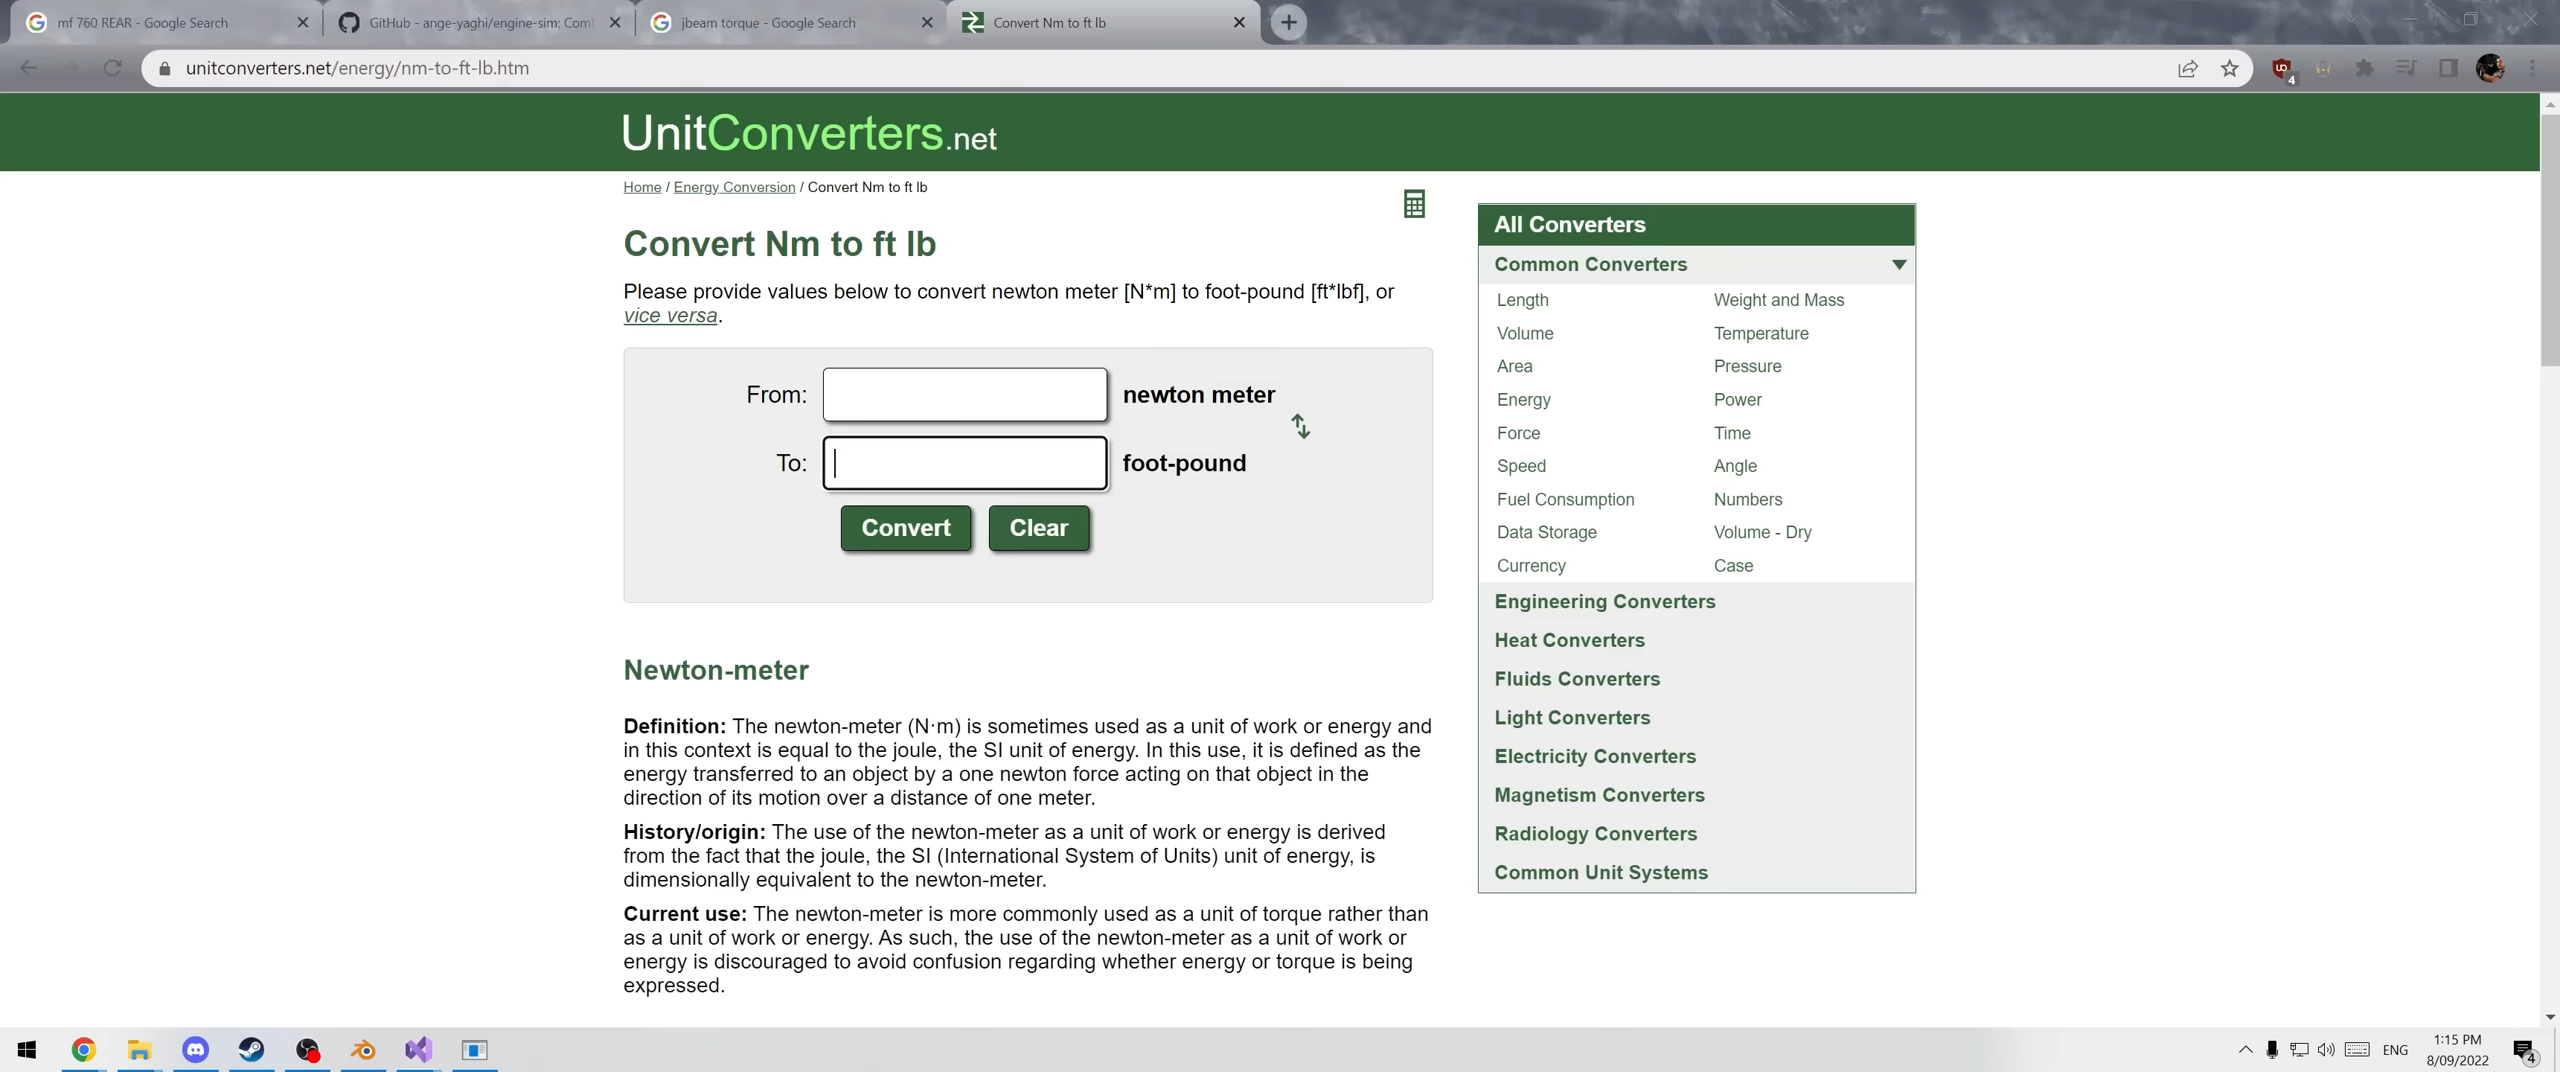 mf 760 REAR - Google Search
GitHub - ange-yaghi/engine-sim: Coml
jbeam torque - Google Search
Convert Nm to ft lb
unitconverters.net/energy/nm-to-ft-lb.htm
4
UnitConverters.net
Home / Energy Conversion / Convert Nm to ft lb
Convert Nm to ft lb
Please provide values below to convert newton meter [N*m] to foot-pound [ft*lbf], or
vice versa.
From:
newton meter
To:
foot-pound
Convert
Clear
Newton-meter
Definition: The newton-meter (N·m) is sometimes used as a unit of work or energy and
in this context is equal to the joule, the SI unit of energy. In this use, it is defined as the
energy transferred to an object by a one newton force acting on that object in the
direction of its motion over a distance of one meter.
History/origin: The use of the newton-meter as a unit of work or energy is derived
from the fact that the joule, the SI (International System of Units) unit of energy, is
dimensionally equivalent to the newton-meter.
Current use: The newton-meter is more commonly used as a unit of torque rather than
as a unit of work or energy. As such, the use of the newton-meter as a unit of work or
energy is discouraged to avoid confusion regarding whether energy or torque is being
expressed.
All Converters
Common Converters
Length Weight and Mass
Volume Temperature
Area Pressure
Energy Power
Force Time
Speed Angle
Fuel Consumption Numbers
Data Storage Volume - Dry
Currency Case
Engineering Converters
Heat Converters
Fluids Converters
Light Converters
Electricity Converters
Magnetism Converters
Radiology Converters
Common Unit Systems
ENG
1:15 PM
8/09/2022
4